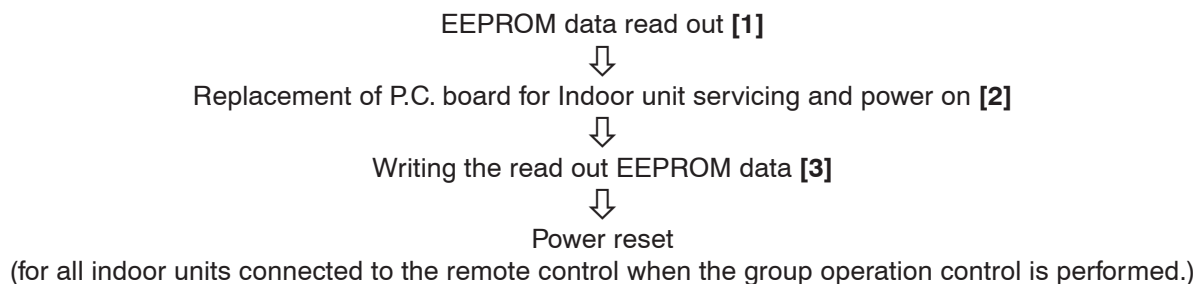 EEPROM data read out [1]
⇩
Replacement of P.C. board for Indoor unit servicing and power on [2]
⇩
Writing the read out EEPROM data [3]
⇩
Power reset
(for all indoor units connected to the remote control when the group operation control is performed.)